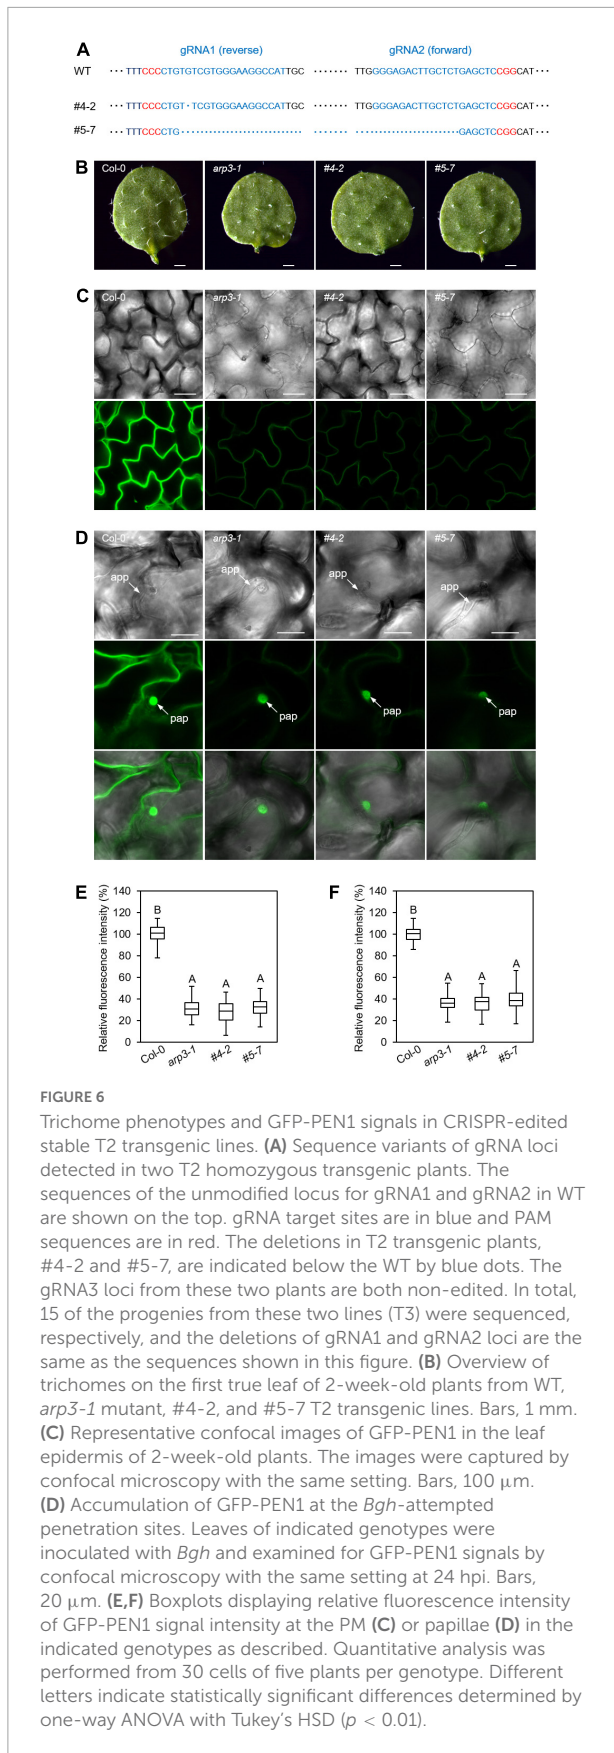 A
gRNA1 (reverse) gRNA2 (forward)
WT ··· TTTCCCCTGTGTCGTGGGAAGGCCATTGC ······· TTGGGGAGACTTGCTCTGAGCTCCGGCAT ···
#4-2 ··· TTTCCCCTGT·TCGTGGGAAGGCCATTGC ······· TTGGGGAGACTTGCTCTGAGCTCCGGCAT ···
#5-7 ··· TTTCCCCTG ······························ GAGCTCCGGCAT ···
B
Col-0 arp3-1 #4-2 #5-7
C
Col-0 arp3-1 #4-2 #5-7
D
Col-0 arp3-1 #4-2 #5-7
app app app app
pap pap pap pap
E
Relative fluorescence intensity (%)
140
120
100
80
60
40
20
0
B A A A
Col-0 arp3-1 #4-2 #5-7
F
Relative fluorescence intensity (%)
140
120
100
80
60
40
20
0
B A A A
Col-0 arp3-1 #4-2 #5-7
FIGURE 6
Trichome phenotypes and GFP-PEN1 signals in CRISPR-edited
stable T2 transgenic lines. (A) Sequence variants of gRNA loci
detected in two T2 homozygous transgenic plants. The
sequences of the unmodified locus for gRNA1 and gRNA2 in WT
are shown on the top. gRNA target sites are in blue and PAM
sequences are in red. The deletions in T2 transgenic plants,
#4-2 and #5-7, are indicated below the WT by blue dots. The
gRNA3 loci from these two plants are both non-edited. In total,
15 of the progenies from these two lines (T3) were sequenced,
respectively, and the deletions of gRNA1 and gRNA2 loci are the
same as the sequences shown in this figure. (B) Overview of
trichomes on the first true leaf of 2-week-old plants from WT,
arp3-1 mutant, #4-2, and #5-7 T2 transgenic lines. Bars, 1 mm.
(C) Representative confocal images of GFP-PEN1 in the leaf
epidermis of 2-week-old plants. The images were captured by
confocal microscopy with the same setting. Bars, 100 μm.
(D) Accumulation of GFP-PEN1 at the Bgh-attempted
penetration sites. Leaves of indicated genotypes were
inoculated with Bgh and examined for GFP-PEN1 signals by
confocal microscopy with the same setting at 24 hpi. Bars,
20 μm. (E,F) Boxplots displaying relative fluorescence intensity
of GFP-PEN1 signal intensity at the PM (C) or papillae (D) in the
indicated genotypes as described. Quantitative analysis was
performed from 30 cells of five plants per genotype. Different
letters indicate statistically significant differences determined by
one-way ANOVA with Tukey's HSD (p < 0.01).